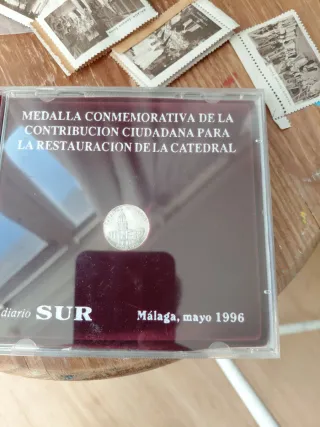 MEDALLA CONMEMORATIVA DE LA
CONTRIBUCION CIUDADANA PARA
LA RESTAURACION DE LA CATEDRAL
diario SUR
Málaga, mayo 1996